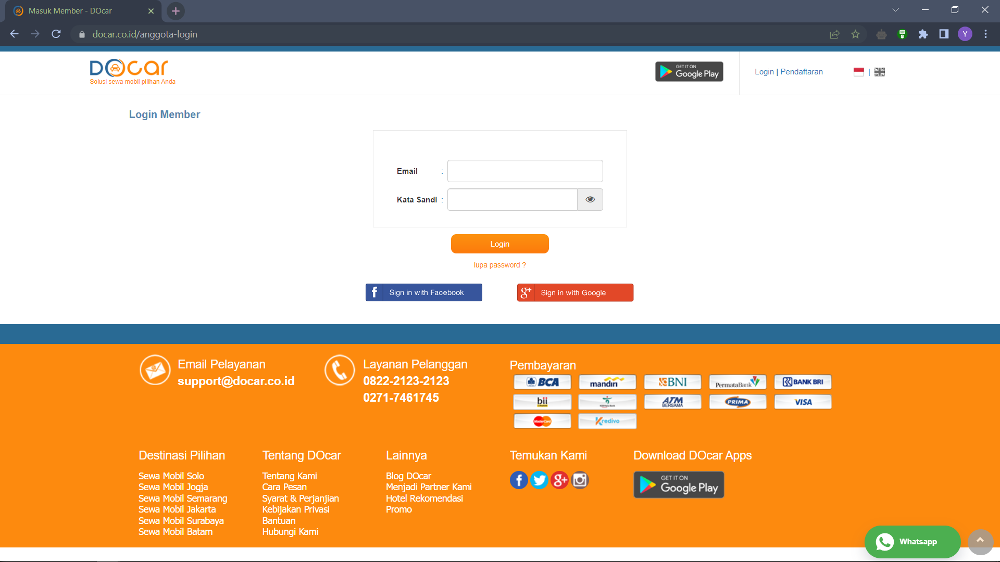 Masuk Member - DOcar
docar.co.id/anggota-login
Y
DOcar
Solusi sewa mobil pilihan Anda
GET IT ON
Google Play
Login | Pendaftaran
|
Login Member
Email :
Kata Sandi :
Login
lupa password ?
f Sign in with Facebook
g+ Sign in with Google
Email Pelayanan
support@docar.co.id
Layanan Pelanggan
0822-2123-2123
0271-7461745
Pembayaran
BCA mandiri BNI PermataBank BANK BRI
bii ATM BERSAMA PRIMA VISA
MasterCard Kredivo
Destinasi Pilihan
Sewa Mobil Solo
Sewa Mobil Jogja
Sewa Mobil Semarang
Sewa Mobil Jakarta
Sewa Mobil Surabaya
Sewa Mobil Batam
Tentang DOcar
Tentang Kami
Cara Pesan
Syarat & Perjanjian
Kebijakan Privasi
Bantuan
Hubungi Kami
Lainnya
Blog DOcar
Menjadi Partner Kami
Hotel Rekomendasi
Promo
Temukan Kami
f g+
Download DOcar Apps
GET IT ON
Google Play
Whatsapp